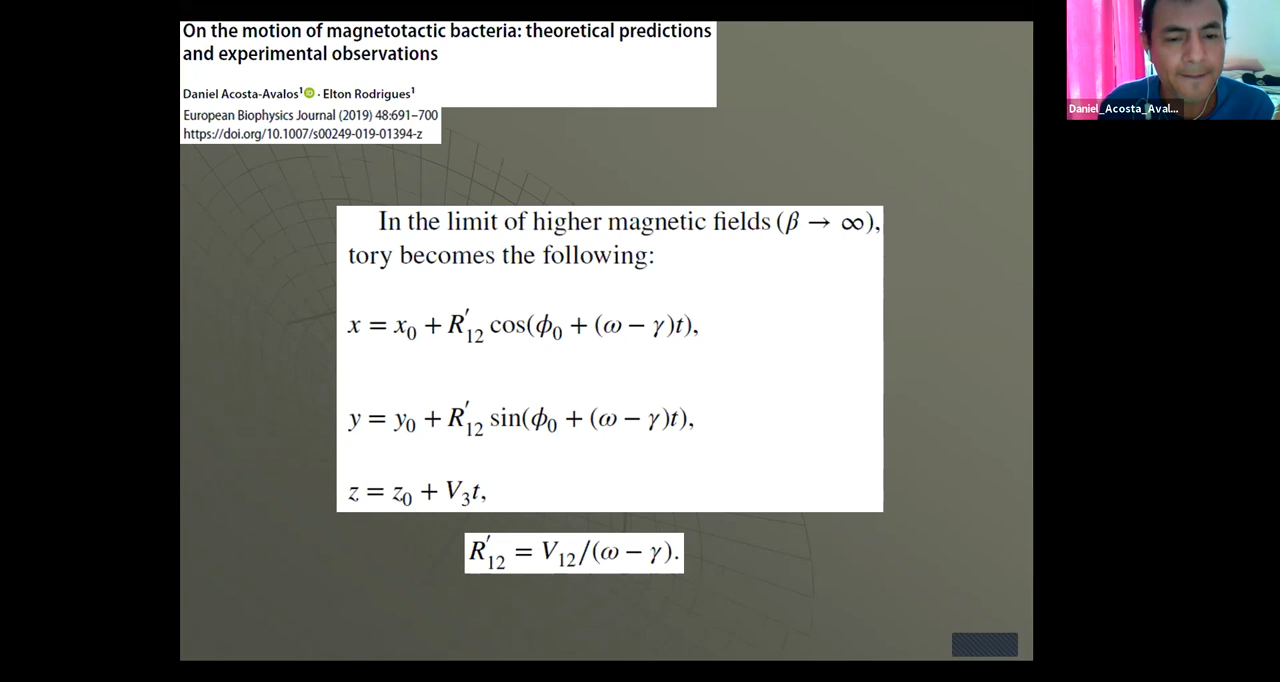 On the motion of magnetotactic bacteria: theoretical predictions
and experimental observations
Daniel Acosta-Avalos¹ · Elton Rodrigues¹
European Biophysics Journal (2019) 48:691–700
https://doi.org/10.1007/s00249-019-01394-z
Daniel_Acosta_Aval...
In the limit of higher magnetic fields (β → ∞),
tory becomes the following:
x = x₀ + R′₁₂ cos(ϕ₀ + (ω − γ)t),
y = y₀ + R′₁₂ sin(ϕ₀ + (ω − γ)t),
z = z₀ + V₃t,
R′₁₂ = V₁₂/(ω − γ).